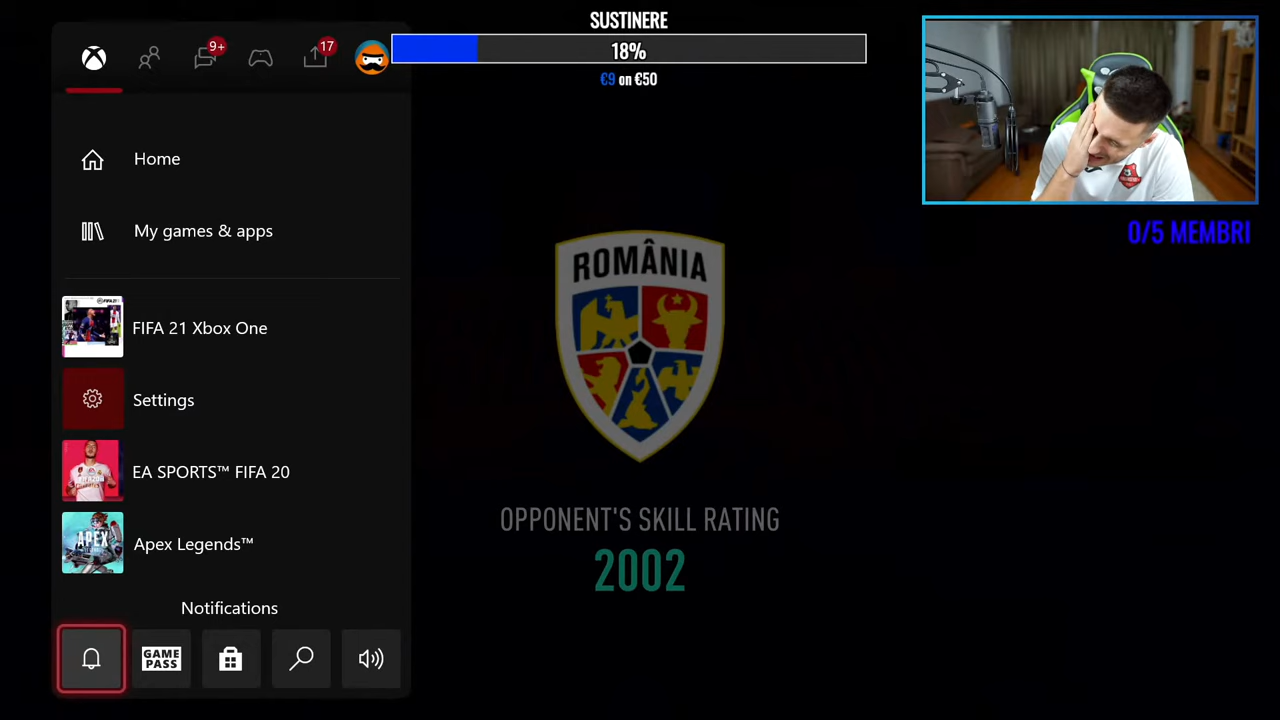 SUSTINERE
9+
17
18%
€9 on €50
Home
My games & apps
0/5 MEMBRI
ROMÂNIA
FIFA 21 Xbox One
Settings
EA SPORTS™ FIFA 20
OPPONENT'S SKILL RATING
2002
APEX
Apex Legends™
Notifications
GAME
PASS